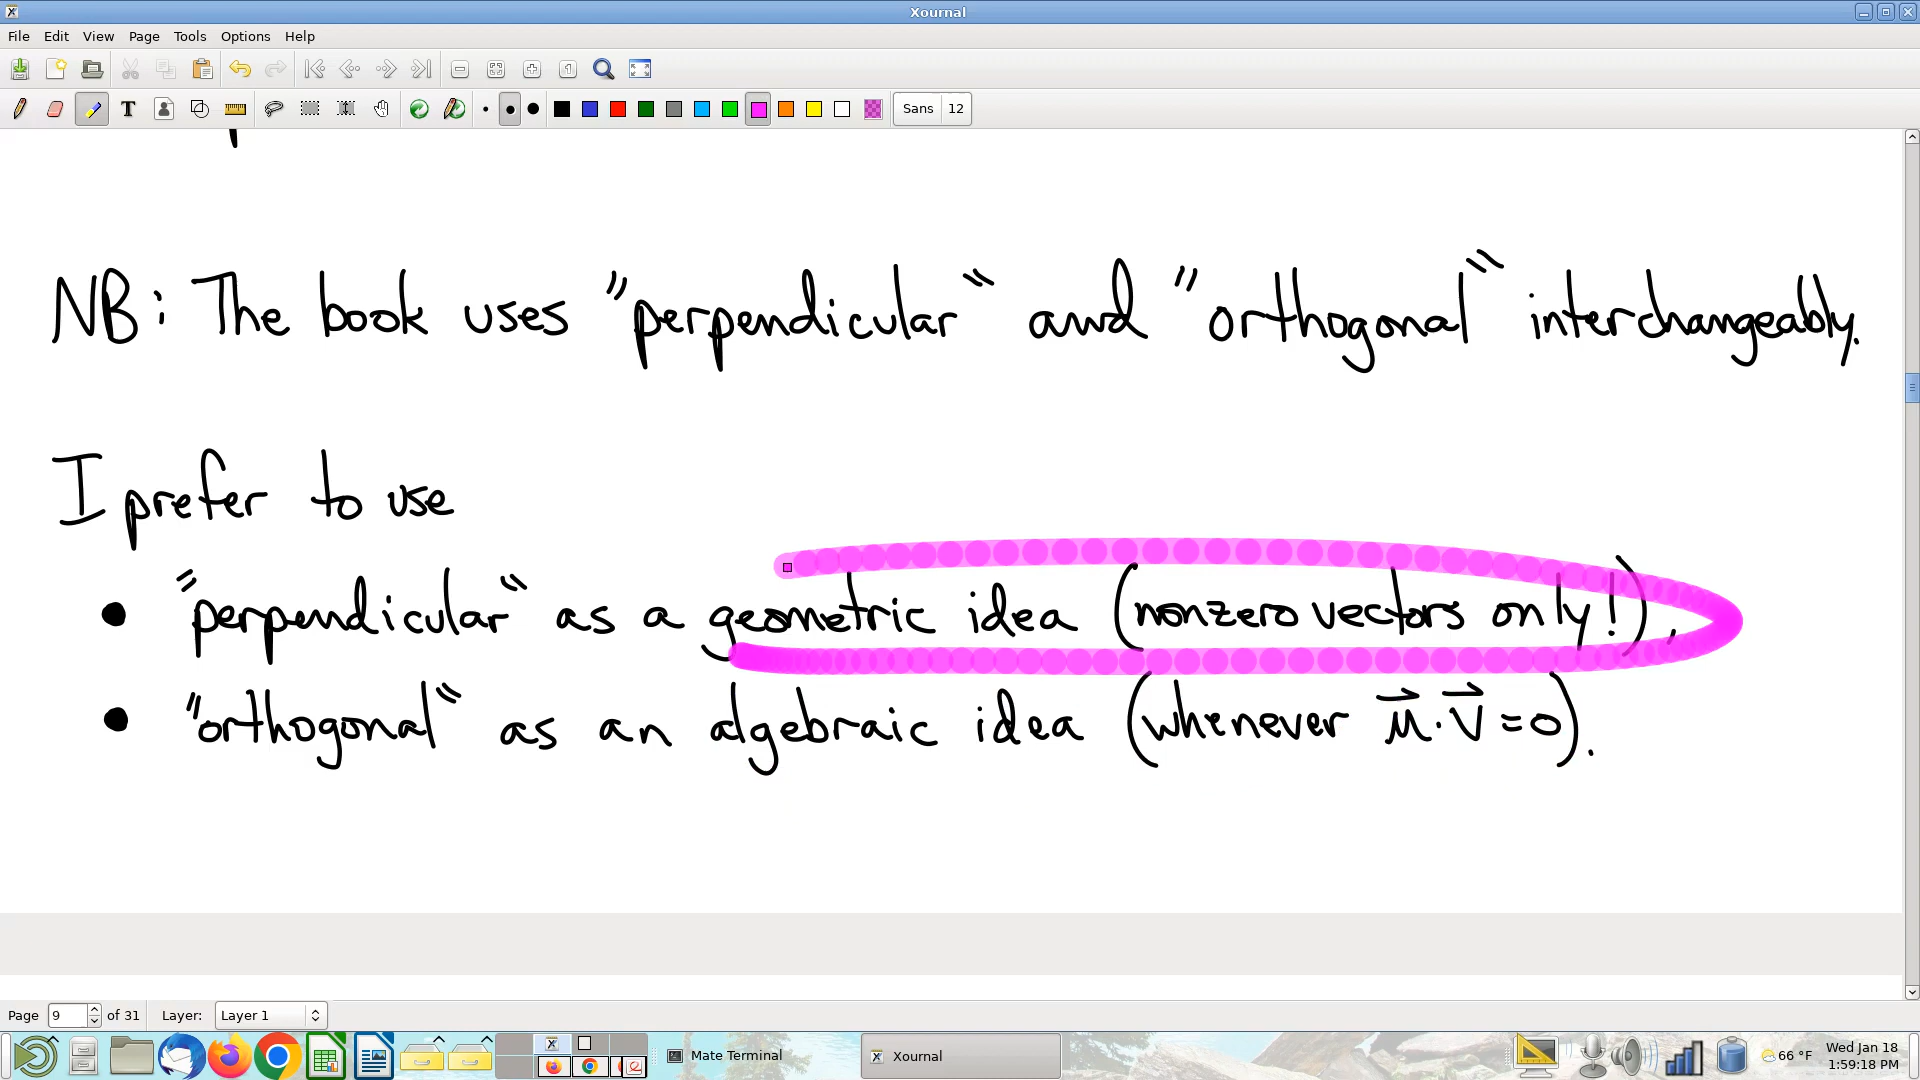 Xournal
File Edit View Page Tools Options Help
Sans 12
NB: The book uses "perpendicular" and "orthogonal" interchangeably.
I prefer to use
• "perpendicular" as a geometric idea (nonzero vectors only!),
• "orthogonal" as an algebraic idea (whenever u⃗·v⃗=0).
Page 9 of 31 Layer: Layer 1
Mate Terminal Xournal 66 °F Wed Jan 18
1:59:18 PM